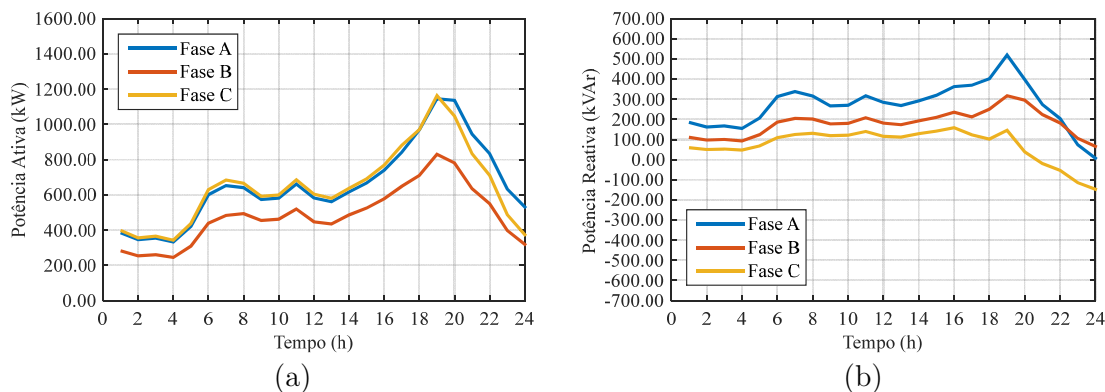 1600.00
1400.00
1200.00
1000.00
800.00
600.00
400.00
200.00
0.00
Potência Ativa (kW)
Fase A
Fase B
Fase C
0 2 4 6 8 10 12 14 16 18 20 22 24
Tempo (h)
(a)
700.00
600.00
500.00
400.00
300.00
200.00
100.00
0.00
-100.00
-200.00
-300.00
-400.00
-500.00
-600.00
-700.00
Potência Reativa (kVAr)
Fase A
Fase B
Fase C
0 2 4 6 8 10 12 14 16 18 20 22 24
Tempo (h)
(b)